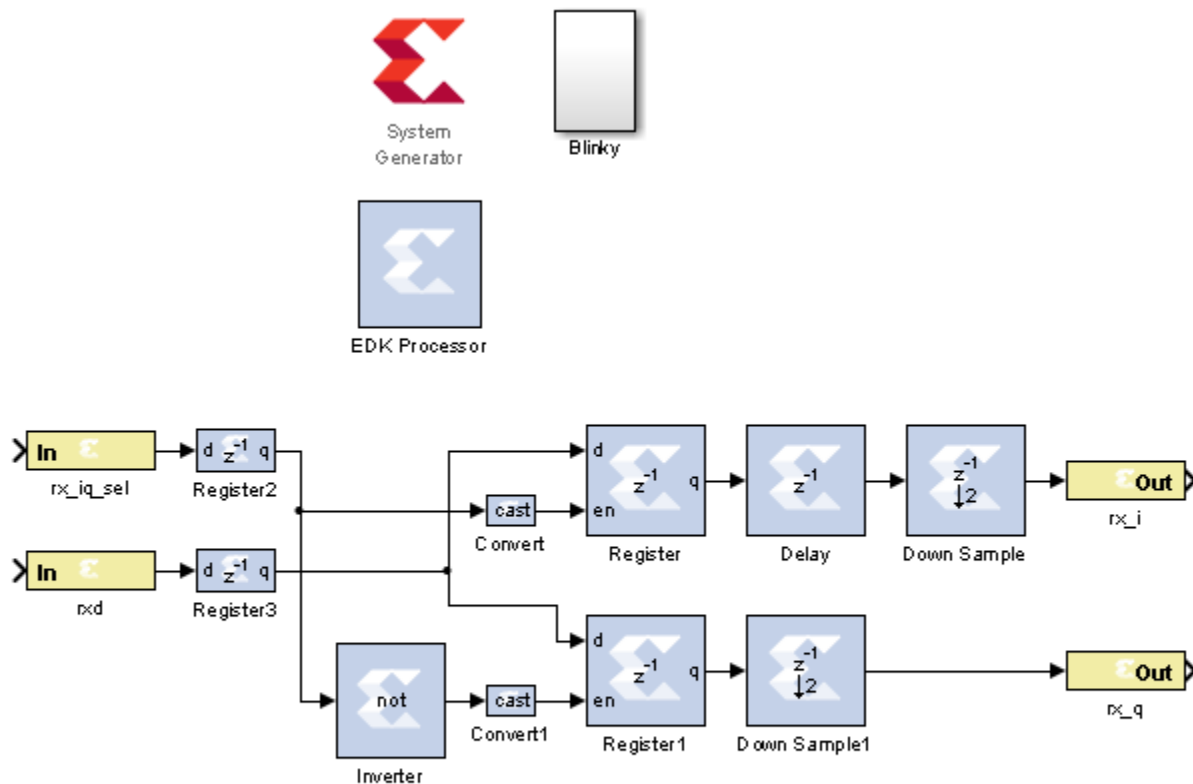 System
Generator
Blinky
EDK Processor
In
rx_iq_sel
d z-1 q
Register2
cast
Convert
d
en
z-1
q
Register
z-1
Delay
z-1
↓2
Down Sample
Out
rx_i
In
rxd
d z-1 q
Register3
not
Inverter
cast
Convert1
d
en
z-1
q
Register1
z-1
↓2
Down Sample1
Out
rx_q